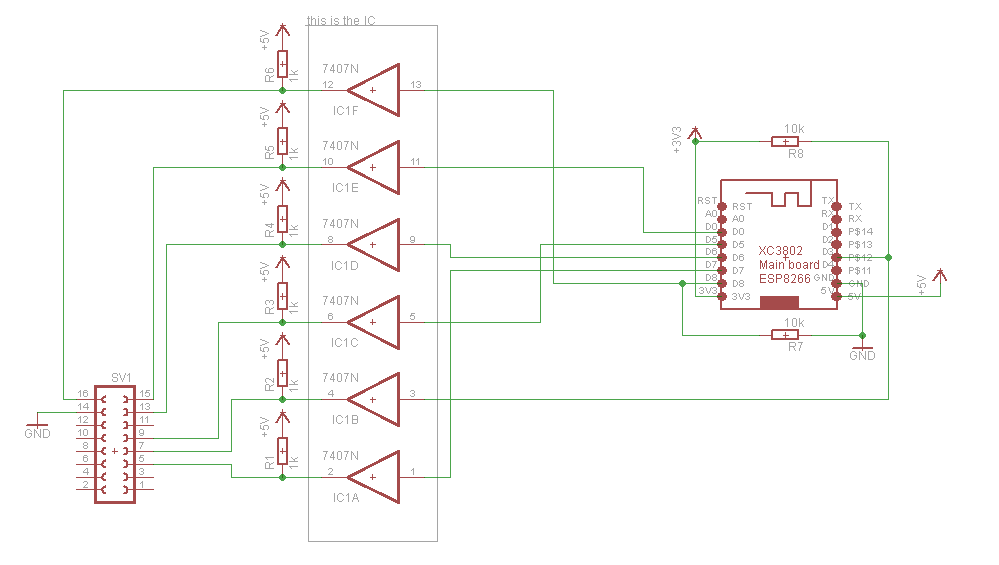 this is the IC
+5V
R6
1k
7407N
12
13
IC1F
+5V
R5
1k
7407N
10
11
IC1E
+5V
R4
1k
7407N
8
9
IC1D
+5V
R3
1k
7407N
6
5
IC1C
+5V
R2
1k
7407N
4
3
IC1B
+5V
R1
1k
7407N
2
1
IC1A
SV1
16 15
14 13
12 11
10 9
8 7
6 5
4 3
2 1
GND
+3V3
10k
R8
RST RST TX TX
A0 A0 RX RX
D0 D0 D1 P$14
D5 D5 D2 P$13
D6 D6 D3 P$12
D7 D7 D4 P$11
D8 D8 GND GND
3V3 3V3 5V 5V
XC3802
Main board
ESP8266
+5V
10k
R7
GND